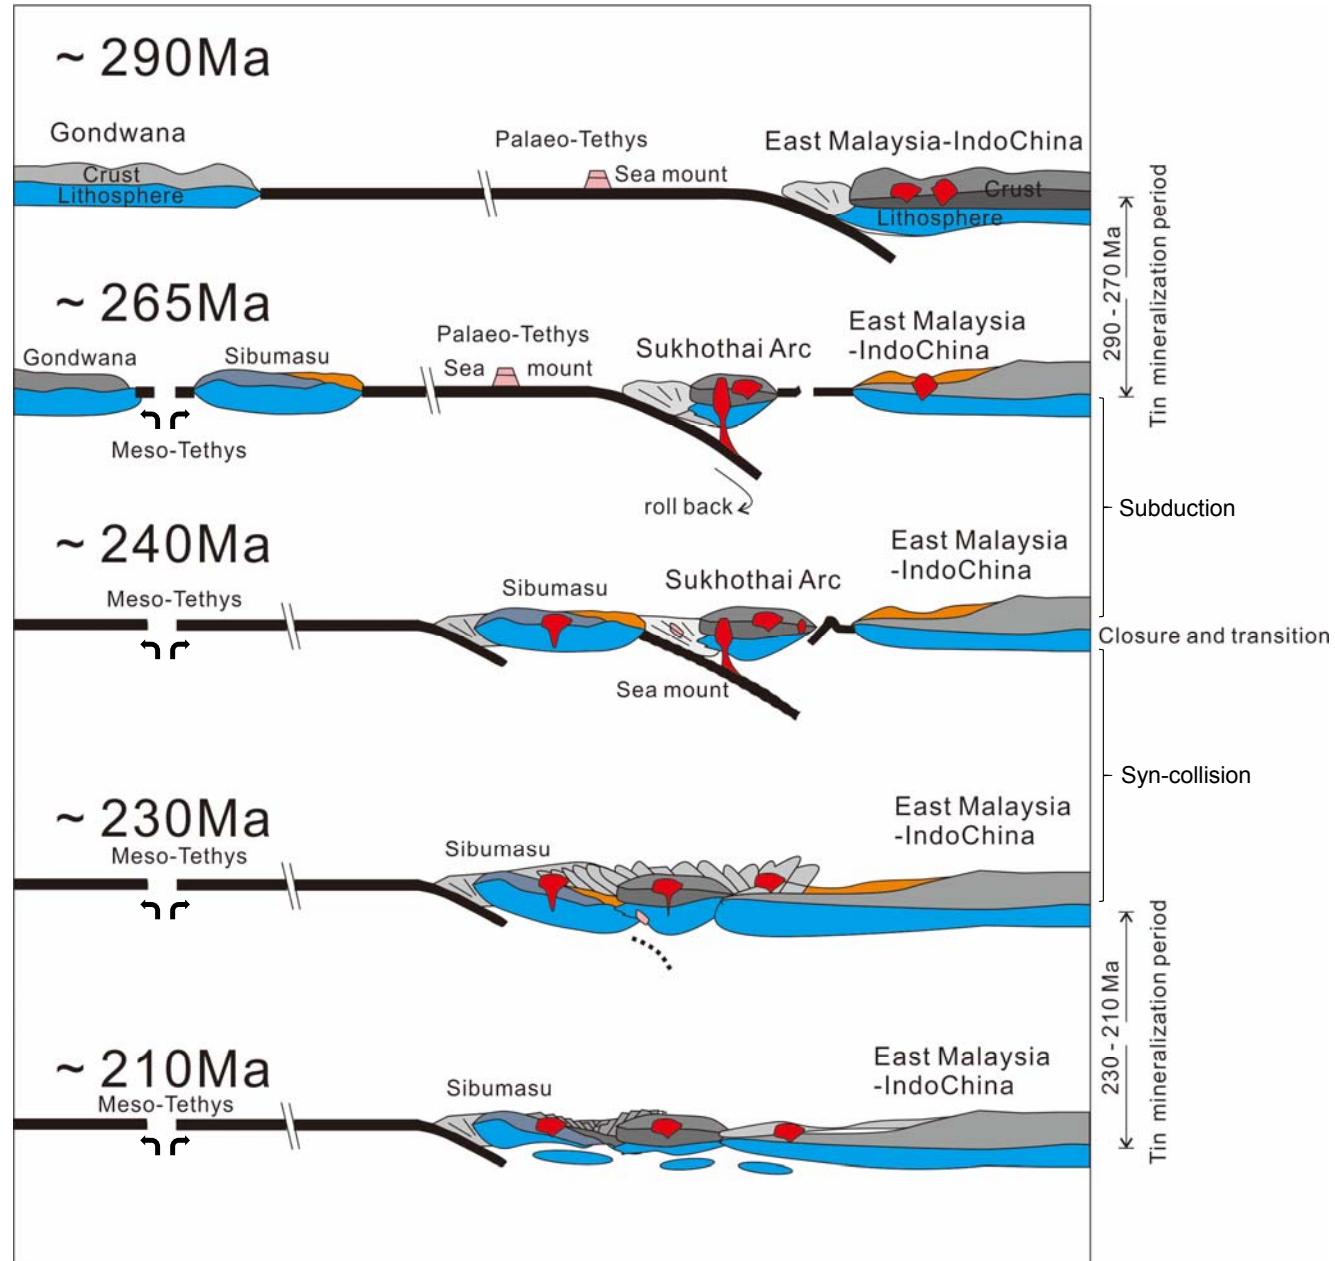 ~ 290Ma
Gondwana
Palaeo-Tethys
East Malaysia-IndoChina
Crust
Sea mount
Crust
Lithosphere
Lithosphere
290 - 270 Ma
Tin mineralization period
~ 265Ma
Gondwana
Sibumasu
Palaeo-Tethys
Sea mount
Sukhothai Arc
East Malaysia
-IndoChina
Meso-Tethys
roll back
Subduction
~ 240Ma
Meso-Tethys
Sibumasu
Sukhothai Arc
East Malaysia
-IndoChina
Closure and transition
Sea mount
Syn-collision
~ 230Ma
Meso-Tethys
Sibumasu
East Malaysia
-IndoChina
230 - 210 Ma
Tin mineralization period
~ 210Ma
Meso-Tethys
Sibumasu
East Malaysia
-IndoChina